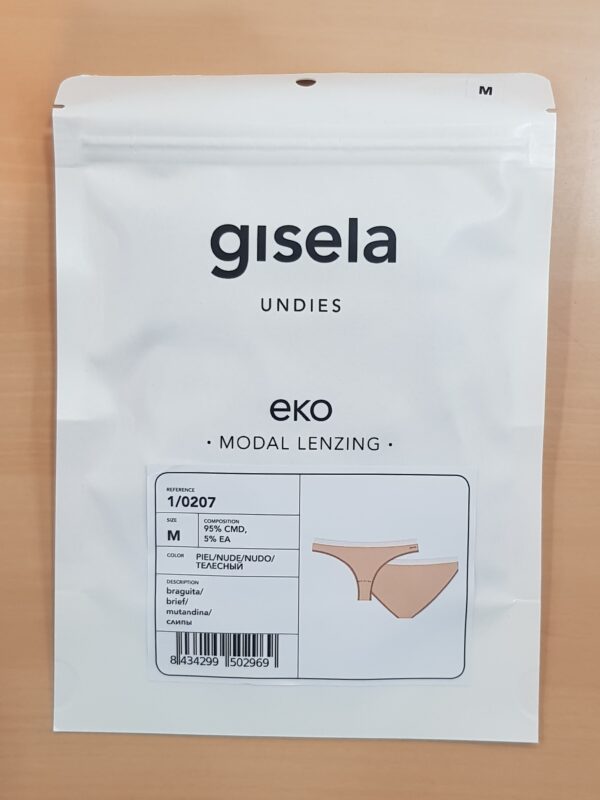 M
gisela
UNDIES
eko
· MODAL LENZING ·
REFERENCE
1/0207
SIZE
M
COMPOSITION
95% CMD,
5% EA
COLOR
PIEL/NUDE/NUDO/
ТЕЛЕСНЫЙ
DESCRIPTION
braguita/
brief/
mutandina/
слипы
8 434299 502969